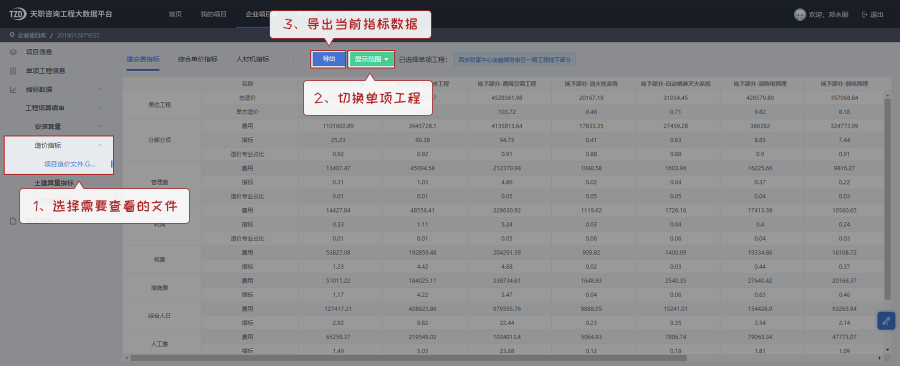 TZD 天职咨询工程大数据平台 首页 我的项目 企业项目 欢迎，郑永丽 退出
3、导出当前指标数据
企业项目库 / 2019012BTYEST
项目信息
单项工程信息
指标数据
工程结算编审
安装算量
造价指标
项目造价文件.G...
土建算量指标
1、选择需要查看的文件
建安费指标 综合单价指标 人材机指标 导出 显示范围 已选择单项工程： 西安财富中心金融商务街区一期工程地下部分
2、切换单项工程
名称 水工程 地下部分-通风空调工程 地下部分-消火栓系统 地下部分-自动喷淋灭火系统 地下部分-消防电预埋 地下部分-弱电预埋
单位工程 总造价 7 4528361.98 20167.19 31054.45 428579.89 357068.84
单方造价 103.72 0.46 0.71 9.82 8.18
分部分项 费用 1101602.89 3945728.1 4135813.64 17833.35 27459.28 386382 324773.99
指标 25.23 90.38 94.73 0.41 0.63 8.85 7.44
造价专业占比 0.92 0.92 0.91 0.88 0.88 0.9 0.91
管理费 费用 13407.47 45094.58 212370.98 1040.58 1603.96 16225.66 9816.27
指标 0.31 1.03 4.86 0.02 0.04 0.37 0.22
造价专业占比 0.01 0.01 0.05 0.05 0.05 0.04 0.03
费用 14427.84 48556.41 228630.92 1119.62 1726.16 17413.38 10560.65
指标 0.33 1.11 5.24 0.03 0.04 0.4 0.24
造价专业占比 0.01 0.01 0.05 0.06 0.06 0.04 0.03
规费 费用 53827.08 192859.48 204291.39 909.82 1400.99 19334.86 16108.72
指标 1.23 4.42 4.68 0.02 0.03 0.44 0.37
措施费 费用 51011.22 184025.11 238734.61 1648.83 2540.35 27640.42 20166.37
指标 1.17 4.22 5.47 0.04 0.06 0.63 0.46
综合人日 费用 127417.21 428623.86 979595.76 9888.05 15241.01 154426.9 93265.94
指标 2.92 9.82 22.44 0.23 0.35 3.54 2.14
人工费 费用 65259.37 219549.02 1034013.4 5064.93 7806.74 79063.34 47773.07
指标 1.49 5.03 23.68 0.12 0.18 1.81 1.09